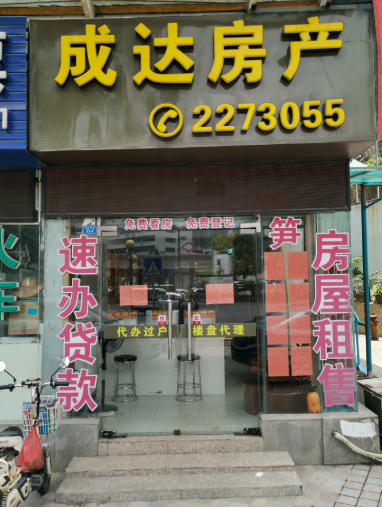 成达房产
2273055
免费看房 免费登记
速办贷款
笋
房屋租售
代办过户
楼盘代理